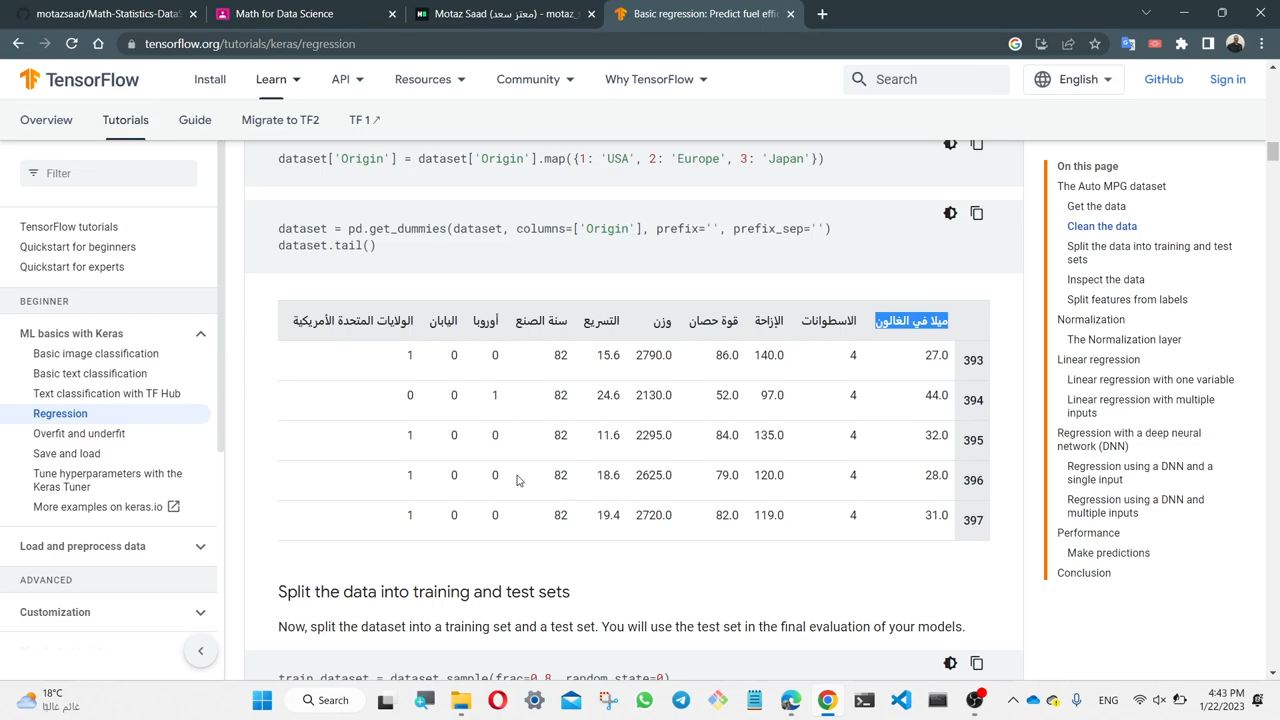 motazsaad/Math-Statistics-DataS
Math for Data Science
Motaz Saad (معتز سعد) - motaz_s
Basic regression: Predict fuel effic
tensorflow.org/tutorials/keras/regression
TensorFlow
Install
Learn
API
Resources
Community
Why TensorFlow
Search
English
GitHub
Sign in
Overview
Tutorials
Guide
Migrate to TF2
TF 1
Filter
TensorFlow tutorials
Quickstart for beginners
Quickstart for experts
BEGINNER
ML basics with Keras
Basic image classification
Basic text classification
Text classification with TF Hub
Regression
Overfit and underfit
Save and load
Tune hyperparameters with the
Keras Tuner
More examples on keras.io
Load and preprocess data
ADVANCED
Customization
dataset['Origin'] = dataset['Origin'].map({1: 'USA', 2: 'Europe', 3: 'Japan'})
dataset = pd.get_dummies(dataset, columns=['Origin'], prefix='', prefix_sep='')
dataset.tail()
ميلا في الغالون الاسطوانات الإزاحة قوة حصان وزن التسريع سنة الصنع أوروبا اليابان الولايات المتحدة الأمريكية
393 27.0 4 140.0 86.0 2790.0 15.6 82 0 0 1
394 44.0 4 97.0 52.0 2130.0 24.6 82 1 0 0
395 32.0 4 135.0 84.0 2295.0 11.6 82 0 0 1
396 28.0 4 120.0 79.0 2625.0 18.6 82 0 0 1
397 31.0 4 119.0 82.0 2720.0 19.4 82 0 0 1
Split the data into training and test sets
Now, split the dataset into a training set and a test set. You will use the test set in the final evaluation of your models.
train_dataset = dataset.sample(frac=0.8, random_state=0)
On this page
The Auto MPG dataset
Get the data
Clean the data
Split the data into training and test
sets
Inspect the data
Split features from labels
Normalization
The Normalization layer
Linear regression
Linear regression with one variable
Linear regression with multiple
inputs
Regression with a deep neural
network (DNN)
Regression using a DNN and a
single input
Regression using a DNN and
multiple inputs
Performance
Make predictions
Conclusion
18°C
غائم غالبًا
Search
ENG
4:43 PM
1/22/2023